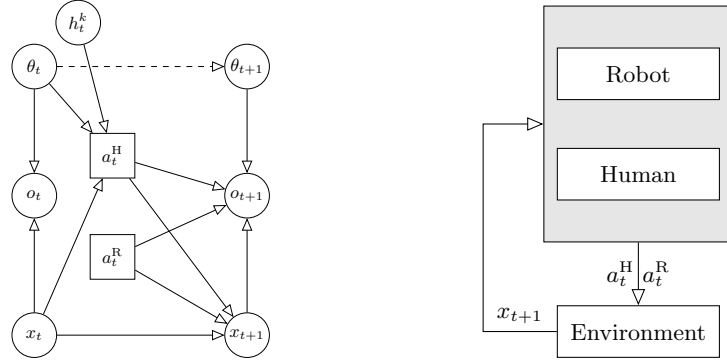 h_t^k
θ_t
θ_{t+1}
a_t^H
o_t
o_{t+1}
a_t^R
x_t
x_{t+1}
Robot
Human
a_t^H a_t^R
x_{t+1}
Environment